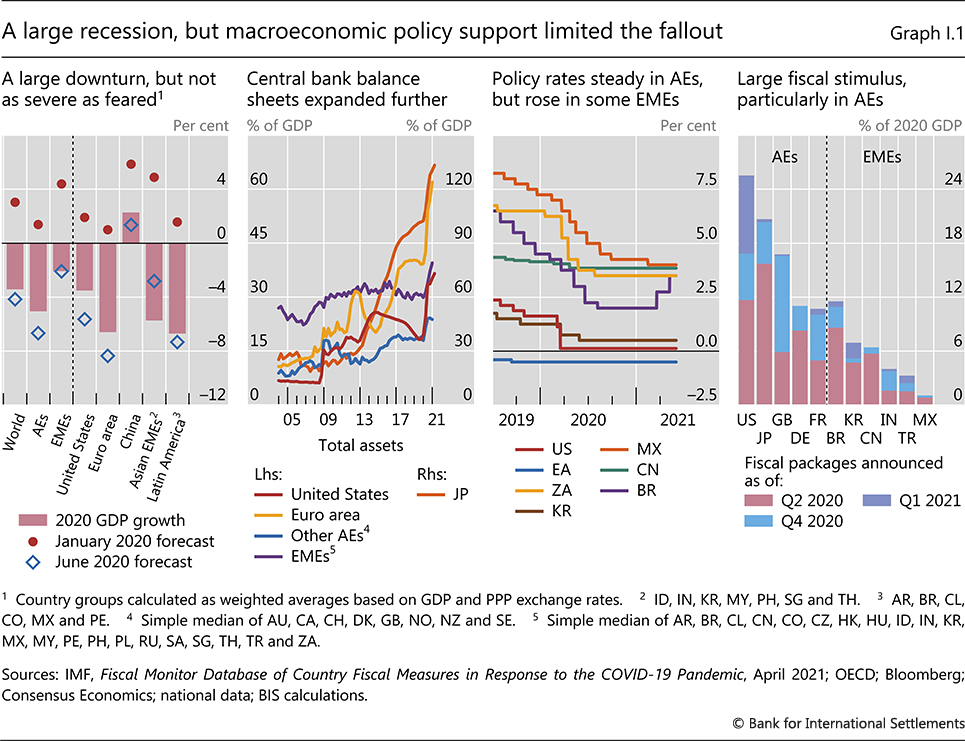 A large recession, but macroeconomic policy support limited the fallout
Graph I.1
A large downturn, but not
as severe as feared1
Per cent
4
0
−4
−8
−12
World
AEs
EMEs
United States
Euro area
China
Asian EMEs2
Latin America3
2020 GDP growth
January 2020 forecast
June 2020 forecast
Central bank balance
sheets expanded further
% of GDP
% of GDP
60
45
30
15
0
120
90
60
30
0
05
09
13
17
21
Total assets
Lhs:
United States
Euro area
Other AEs4
EMEs5
Rhs:
JP
Policy rates steady in AEs,
but rose in some EMEs
Per cent
7.5
5.0
2.5
0.0
−2.5
2019
2020
2021
US
EA
ZA
KR
MX
CN
BR
Large fiscal stimulus,
particularly in AEs
% of 2020 GDP
AEs
EMEs
24
18
12
6
0
US
JP
GB
DE
FR
BR
KR
CN
IN
TR
MX
Fiscal packages announced
as of:
Q2 2020
Q4 2020
Q1 2021
1 Country groups calculated as weighted averages based on GDP and PPP exchange rates. 2 ID, IN, KR, MY, PH, SG and TH. 3 AR, BR, CL,
CO, MX and PE. 4 Simple median of AU, CA, CH, DK, GB, NO, NZ and SE. 5 Simple median of AR, BR, CL, CN, CO, CZ, HK, HU, ID, IN, KR,
MX, MY, PE, PH, PL, RU, SA, SG, TH, TR and ZA.
Sources: IMF, Fiscal Monitor Database of Country Fiscal Measures in Response to the COVID-19 Pandemic, April 2021; OECD; Bloomberg;
Consensus Economics; national data; BIS calculations.
© Bank for International Settlements